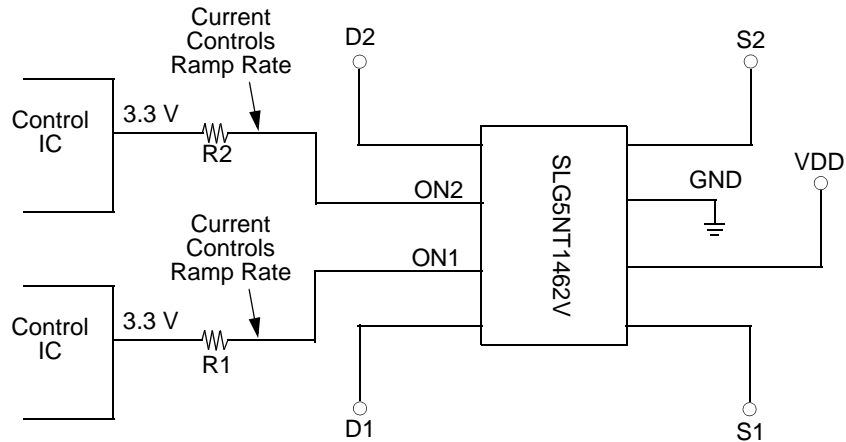 Current
Controls
Ramp Rate
D2
S2
Control
IC
3.3 V
R2
SLG5NT1462V
GND
VDD
ON2
Current
Controls
Ramp Rate
ON1
Control
IC
3.3 V
R1
D1
S1